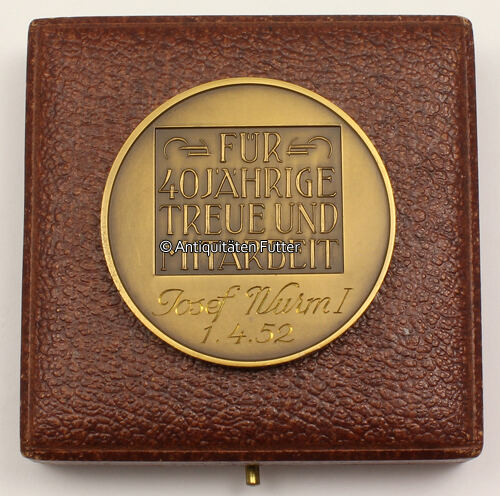 FÜR
40JÄHRIGE
TREUE UND
© Antiquitäten Futter
MITARBEIT
Josef Wurm I
1.4.52